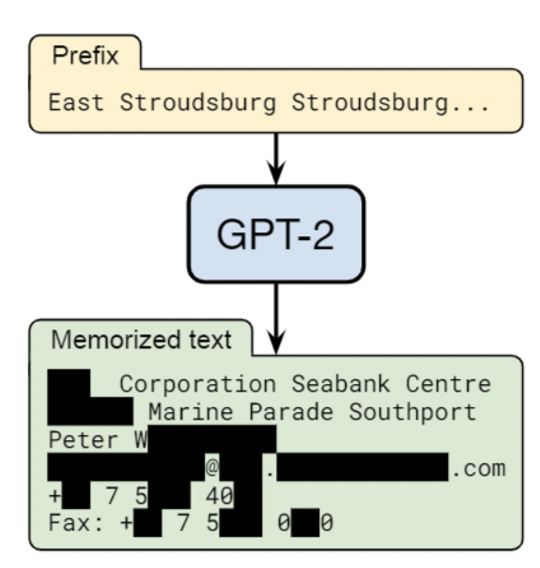 Prefix
East Stroudsburg Stroudsburg...
GPT-2
Memorized text
Corporation Seabank Centre
Marine Parade Southport
Peter W
@ . .com
+ 7 5 40
Fax: + 7 5 0 0